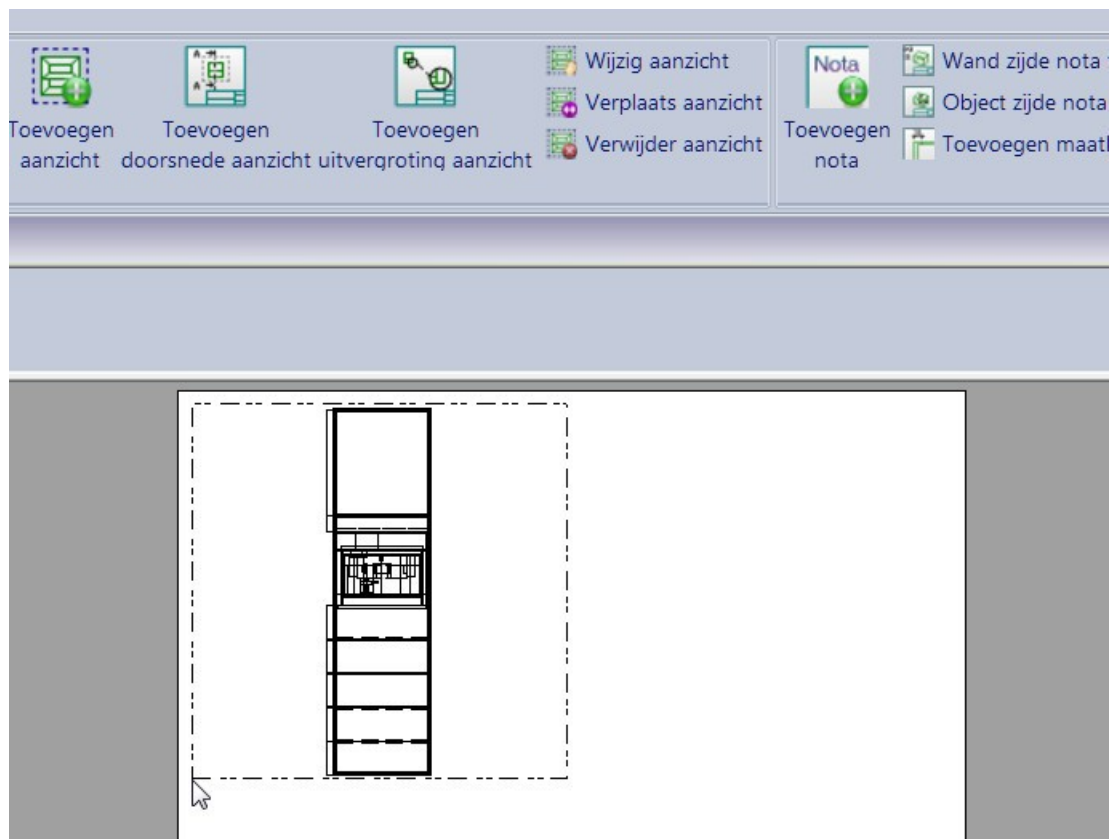 Toevoegen
aanzicht
Toevoegen
doorsnede aanzicht
Toevoegen
uitvergroting aanzicht
Wijzig aanzicht
Verplaats aanzicht
Verwijder aanzicht
Nota
Toevoegen
nota
Wand zijde nota
Object zijde nota
Toevoegen